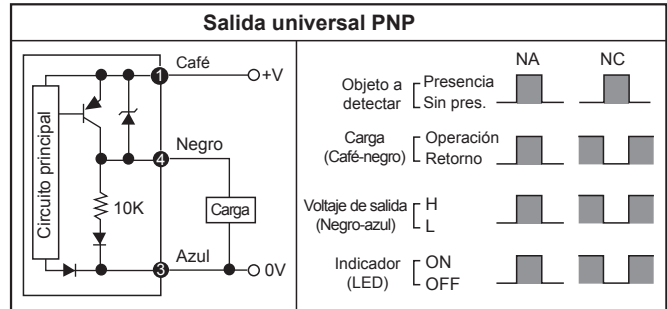 Salida universal PNP
Circuito principal
1
Café
+V
4
Negro
10K
Carga
3
Azul
0V
NA
NC
Objeto a detectar
Presencia
Sin pres.
Carga
(Café-negro)
Operación
Retorno
Voltaje de salida
(Negro-azul)
H
L
Indicador
(LED)
ON
OFF